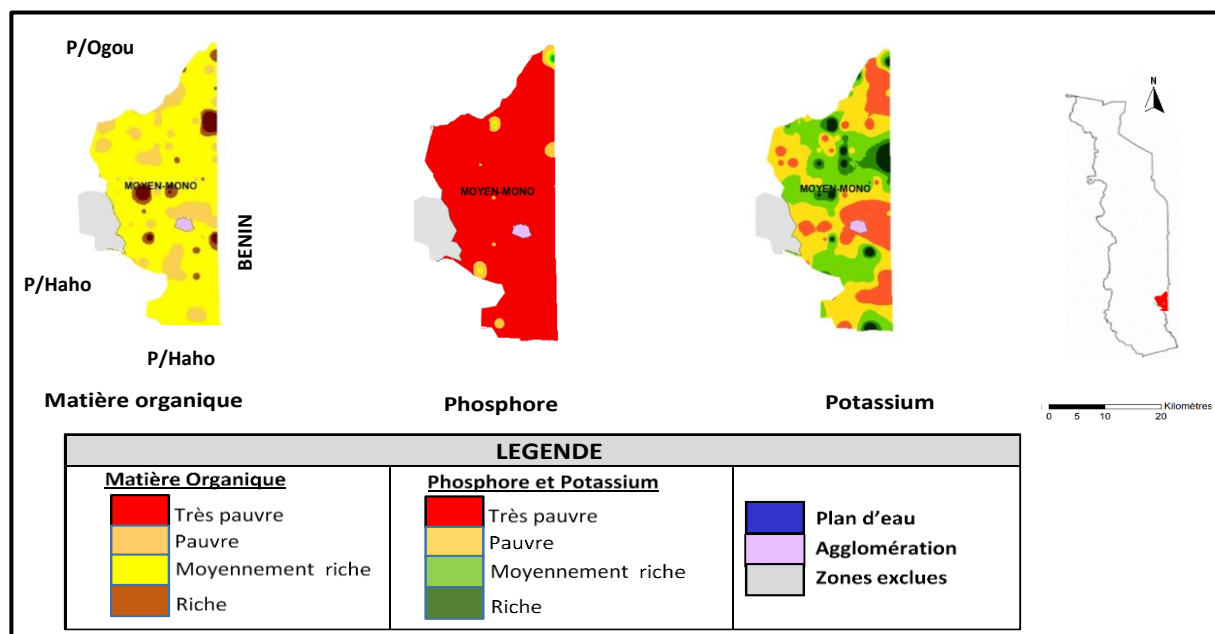 P/Ogou
N
MOYEN-MONO
MOYEN-MONO
MOYEN-MONO
BENIN
P/Haho
P/Haho
Matière organique
Phosphore
Potassium
Kilomètres
0 5 10 20
LEGENDE
Matière Organique
Très pauvre
Pauvre
Moyennement riche
Riche
Phosphore et Potassium
Très pauvre
Pauvre
Moyennement riche
Riche
Plan d’eau
Agglomération
Zones exclues